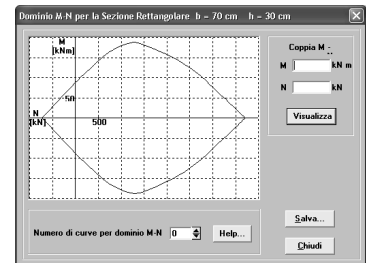 Dominio M-N per la Sezione Rettangolare b = 70 cm h = 30 cm
M
[kNm]
50
N
[kN]
500
Coppia M -
M kN m
N kN
Visualizza
Numero di curve per dominio M-N 0 Help...
Salva...
Chiudi